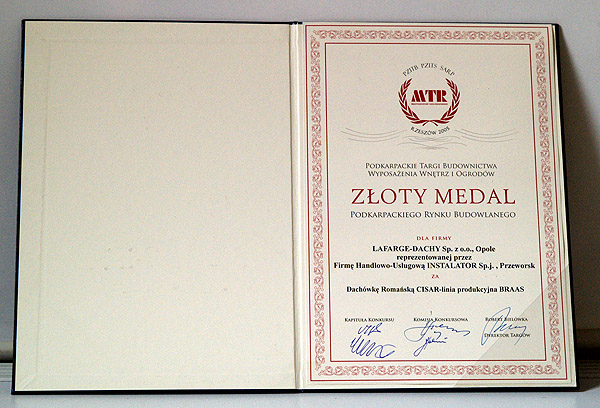 PZITB PZITS SARP
MTR
RZESZÓW 2005
PODKARPACKIE TARGI BUDOWNICTWA
WYPOSAŻENIA WNĘTRZ I OGRODÓW
ZŁOTY MEDAL
PODKARPACKIEGO RYNKU BUDOWLANEGO
DLA FIRMY
LAFARGE-DACHY Sp. z o.o., Opole
reprezentowanej przez
Firmę Handlowo-Usługową INSTALATOR Sp.j. , Przeworsk
ZA
Dachówkę Romańską CISAR-linia produkcyjna BRAAS
KAPITUŁA KONKURSU KOMISJA KONKURSOWA ROBERT BIELÓWKA
DYREKTOR TARGÓW